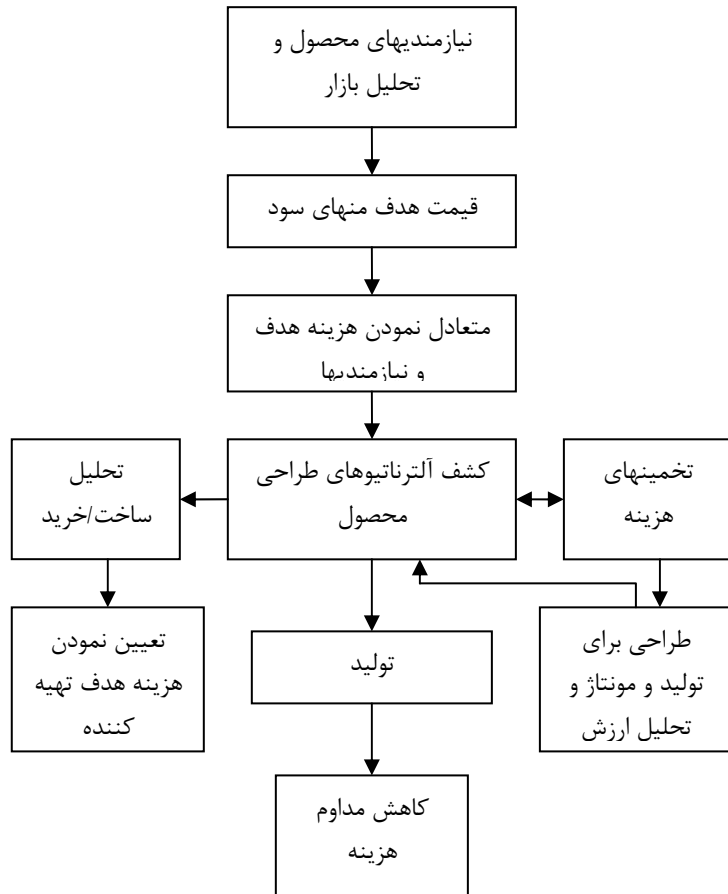 نیازمندیهای محصول و
تحلیل بازار
قیمت هدف منهای سود
متعادل نمودن هزینه هدف
و نیازمندیها
تخمینهای
هزینه
کشف آلترناتیوهای طراحی
محصول
تحلیل
ساخت/خرید
طراحی برای
تولید و مونتاژ و
تحلیل ارزش
تولید
تعیین نمودن
هزینه هدف تهیه
کننده
کاهش مداوم
هزینه